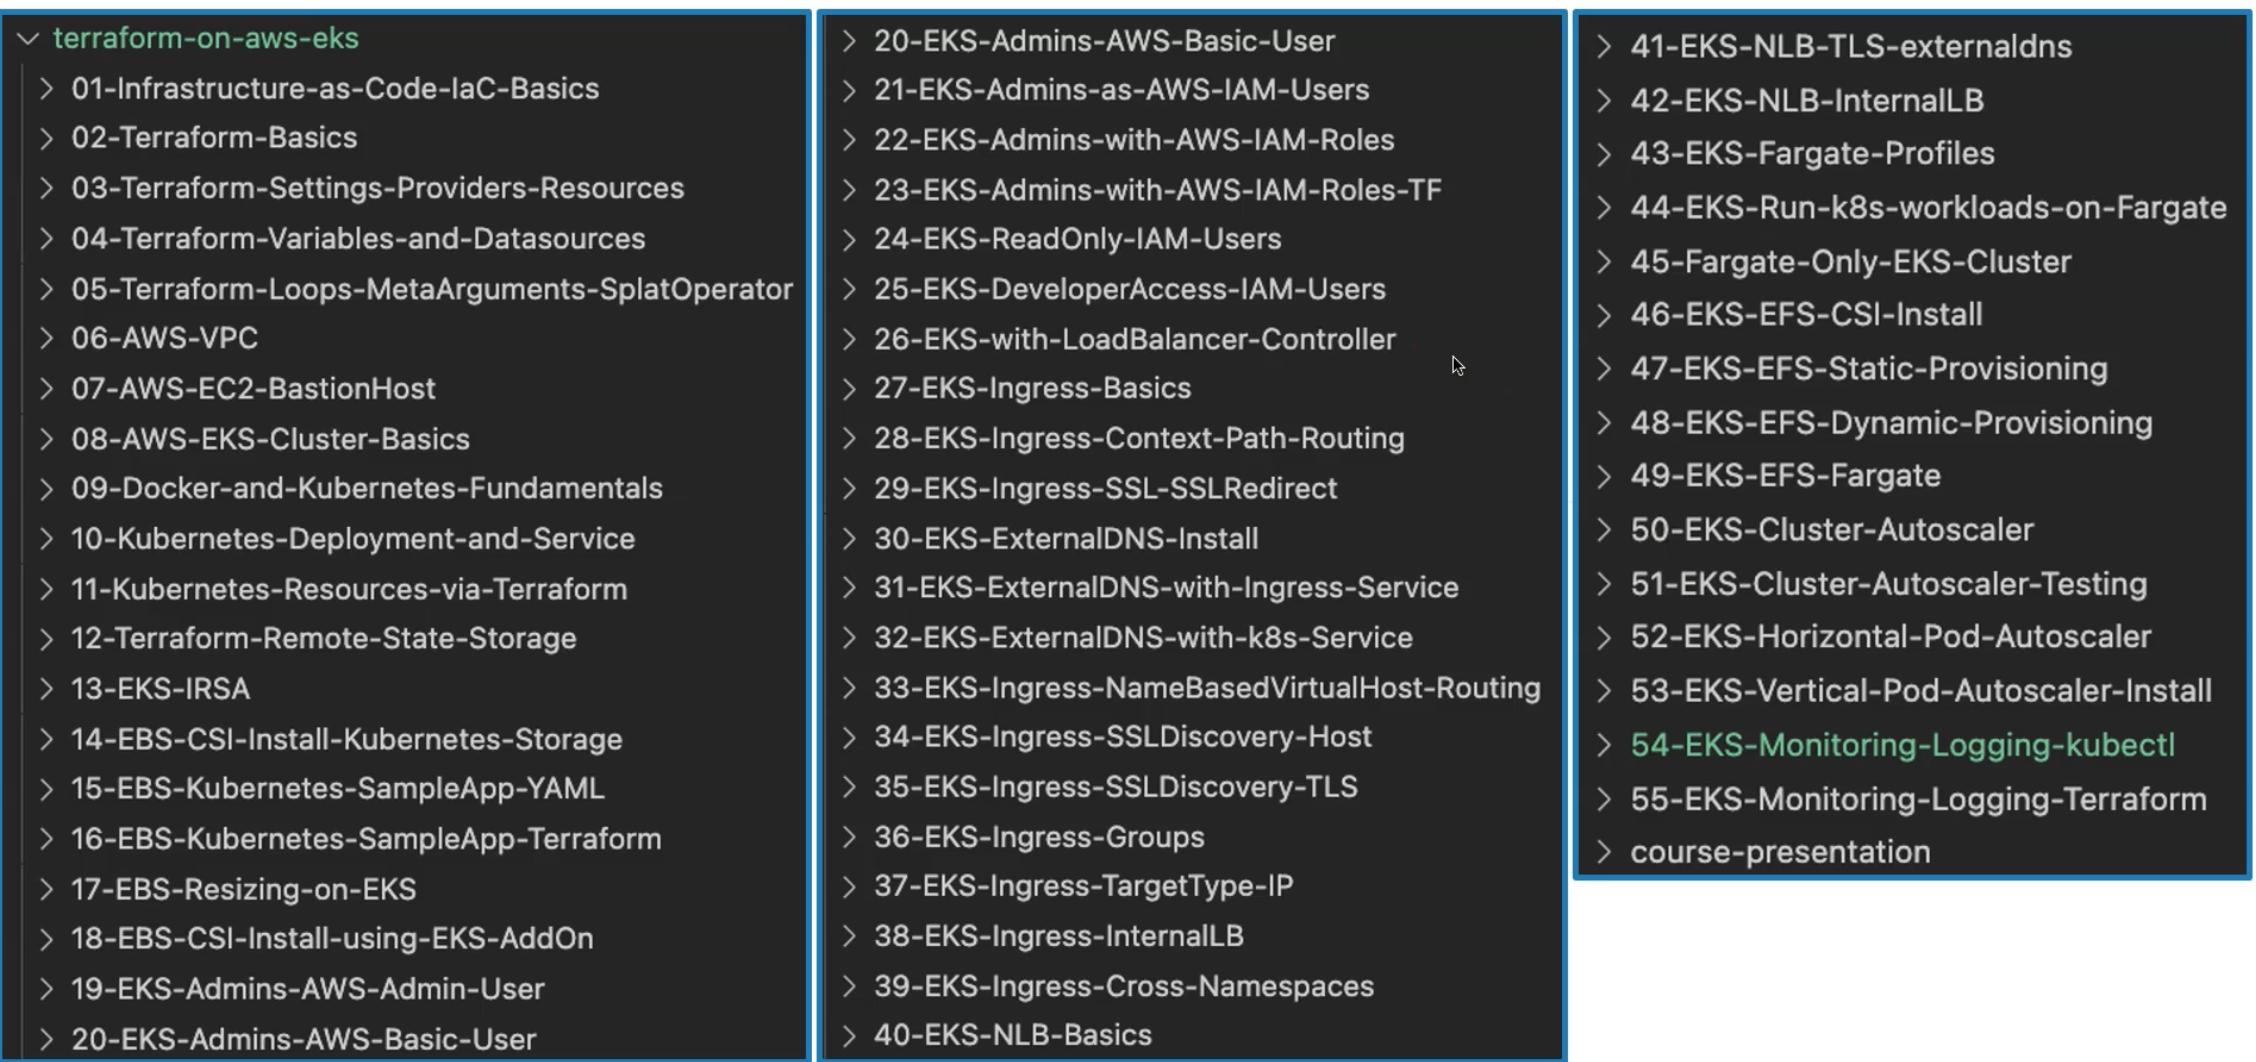 terraform-on-aws-eks
01-Infrastructure-as-Code-IaC-Basics
02-Terraform-Basics
03-Terraform-Settings-Providers-Resources
04-Terraform-Variables-and-Datasources
05-Terraform-Loops-MetaArguments-SplatOperator
06-AWS-VPC
07-AWS-EC2-BastionHost
08-AWS-EKS-Cluster-Basics
09-Docker-and-Kubernetes-Fundamentals
10-Kubernetes-Deployment-and-Service
11-Kubernetes-Resources-via-Terraform
12-Terraform-Remote-State-Storage
13-EKS-IRSA
14-EBS-CSI-Install-Kubernetes-Storage
15-EBS-Kubernetes-SampleApp-YAML
16-EBS-Kubernetes-SampleApp-Terraform
17-EBS-Resizing-on-EKS
18-EBS-CSI-Install-using-EKS-AddOn
19-EKS-Admins-AWS-Admin-User
20-EKS-Admins-AWS-Basic-User
20-EKS-Admins-AWS-Basic-User
21-EKS-Admins-as-AWS-IAM-Users
22-EKS-Admins-with-AWS-IAM-Roles
23-EKS-Admins-with-AWS-IAM-Roles-TF
24-EKS-ReadOnly-IAM-Users
25-EKS-DeveloperAccess-IAM-Users
26-EKS-with-LoadBalancer-Controller
27-EKS-Ingress-Basics
28-EKS-Ingress-Context-Path-Routing
29-EKS-Ingress-SSL-SSLRedirect
30-EKS-ExternalDNS-Install
31-EKS-ExternalDNS-with-Ingress-Service
32-EKS-ExternalDNS-with-k8s-Service
33-EKS-Ingress-NameBasedVirtualHost-Routing
34-EKS-Ingress-SSLDiscovery-Host
35-EKS-Ingress-SSLDiscovery-TLS
36-EKS-Ingress-Groups
37-EKS-Ingress-TargetType-IP
38-EKS-Ingress-InternalLB
39-EKS-Ingress-Cross-Namespaces
40-EKS-NLB-Basics
41-EKS-NLB-TLS-externaldns
42-EKS-NLB-InternalLB
43-EKS-Fargate-Profiles
44-EKS-Run-k8s-workloads-on-Fargate
45-Fargate-Only-EKS-Cluster
46-EKS-EFS-CSI-Install
47-EKS-EFS-Static-Provisioning
48-EKS-EFS-Dynamic-Provisioning
49-EKS-EFS-Fargate
50-EKS-Cluster-Autoscaler
51-EKS-Cluster-Autoscaler-Testing
52-EKS-Horizontal-Pod-Autoscaler
53-EKS-Vertical-Pod-Autoscaler-Install
54-EKS-Monitoring-Logging-kubectl
55-EKS-Monitoring-Logging-Terraform
course-presentation